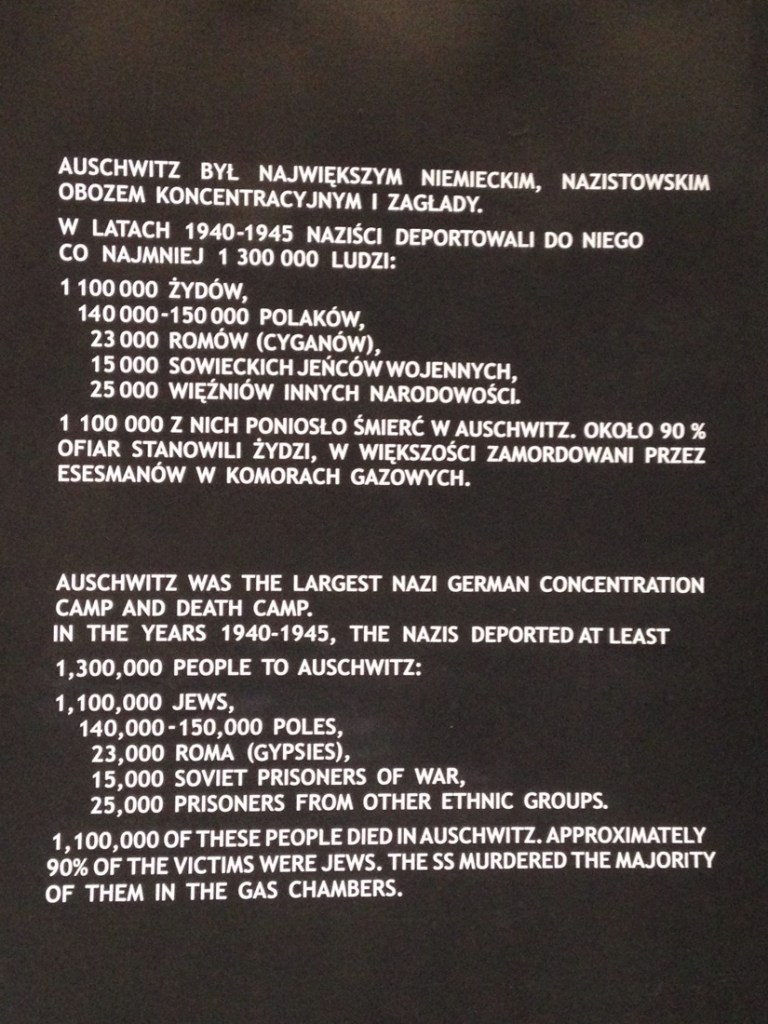 AUSCHWITZ BYŁ NAJWIĘKSZYM NIEMIECKIM, NAZISTOWSKIM
OBOZEM KONCENTRACYJNYM I ZAGŁADY.
W LATACH 1940-1945 NAZIŚCI DEPORTOWALI DO NIEGO
CO NAJMNIEJ 1 300 000 LUDZI:
1 100 000 ŻYDÓW,
140 000-150 000 POLAKÓW,
23 000 ROMÓW (CYGANÓW),
15 000 SOWIECKICH JEŃCÓW WOJENNYCH,
25 000 WIĘŹNIÓW INNYCH NARODOWOŚCI.
1 100 000 Z NICH PONIOSŁO ŚMIERĆ W AUSCHWITZ. OKOŁO 90 %
OFIAR STANOWILI ŻYDZI, W WIĘKSZOŚCI ZAMORDOWANI PRZEZ
ESESMANÓW W KOMORACH GAZOWYCH.
AUSCHWITZ WAS THE LARGEST NAZI GERMAN CONCENTRATION
CAMP AND DEATH CAMP.
IN THE YEARS 1940-1945, THE NAZIS DEPORTED AT LEAST
1,300,000 PEOPLE TO AUSCHWITZ:
1,100,000 JEWS,
140,000-150,000 POLES,
23,000 ROMA (GYPSIES),
15,000 SOVIET PRISONERS OF WAR,
25,000 PRISONERS FROM OTHER ETHNIC GROUPS.
1,100,000 OF THESE PEOPLE DIED IN AUSCHWITZ. APPROXIMATELY
90% OF THE VICTIMS WERE JEWS. THE SS MURDERED THE MAJORITY
OF THEM IN THE GAS CHAMBERS.